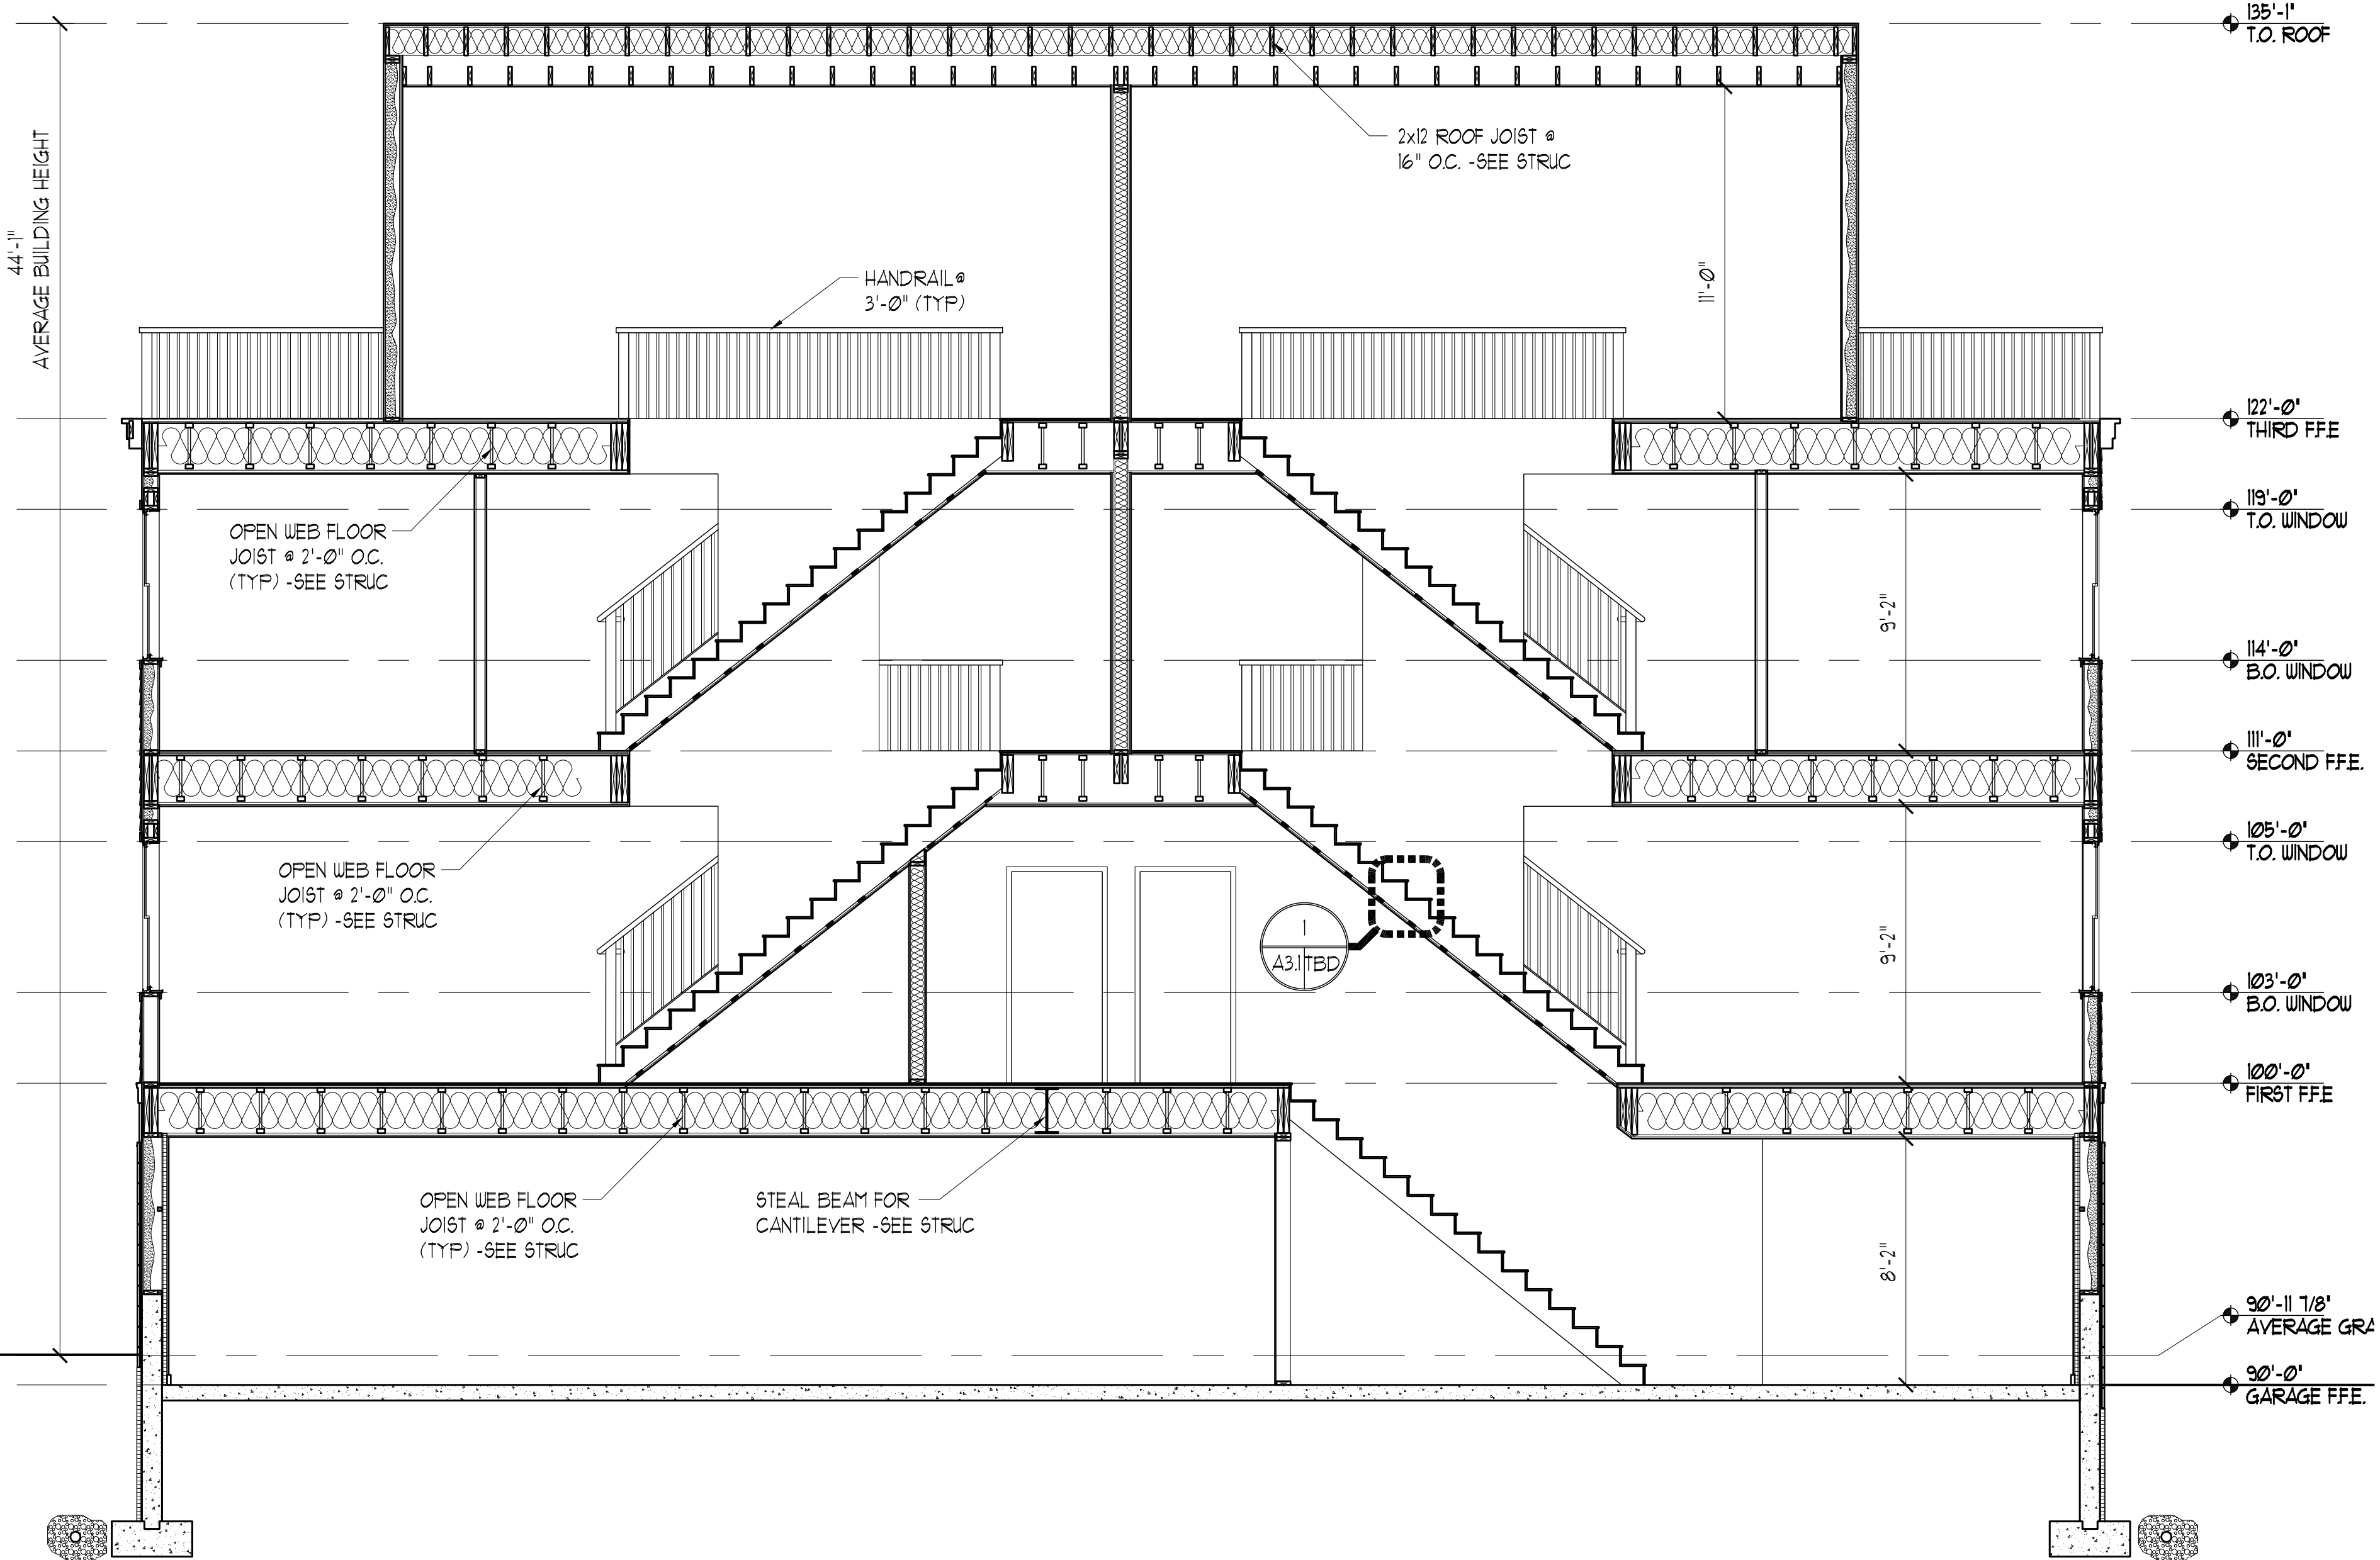 135'-1"
T.O. ROOF
44'-1"
AVERAGE BUILDING HEIGHT
2x12 ROOF JOIST @
16" O.C. -SEE STRUC
HANDRAIL @
3'-0" (TYP)
11'-0"
122'-0"
THIRD F.F.E
119'-0"
T.O. WINDOW
OPEN WEB FLOOR
JOIST @ 2'-0" O.C.
(TYP) -SEE STRUC
9'-2"
114'-0"
B.O. WINDOW
111'-0"
SECOND F.F.E.
105'-0"
T.O. WINDOW
OPEN WEB FLOOR
JOIST @ 2'-0" O.C.
(TYP) -SEE STRUC
1
A3.1 TBD
9'-2"
103'-0"
B.O. WINDOW
100'-0"
FIRST F.F.E
OPEN WEB FLOOR
JOIST @ 2'-0" O.C.
(TYP) -SEE STRUC
STEAL BEAM FOR
CANTILEVER -SEE STRUC
8'-2"
90'-11 7/8"
AVERAGE GRA
90'-0"
GARAGE F.F.E.